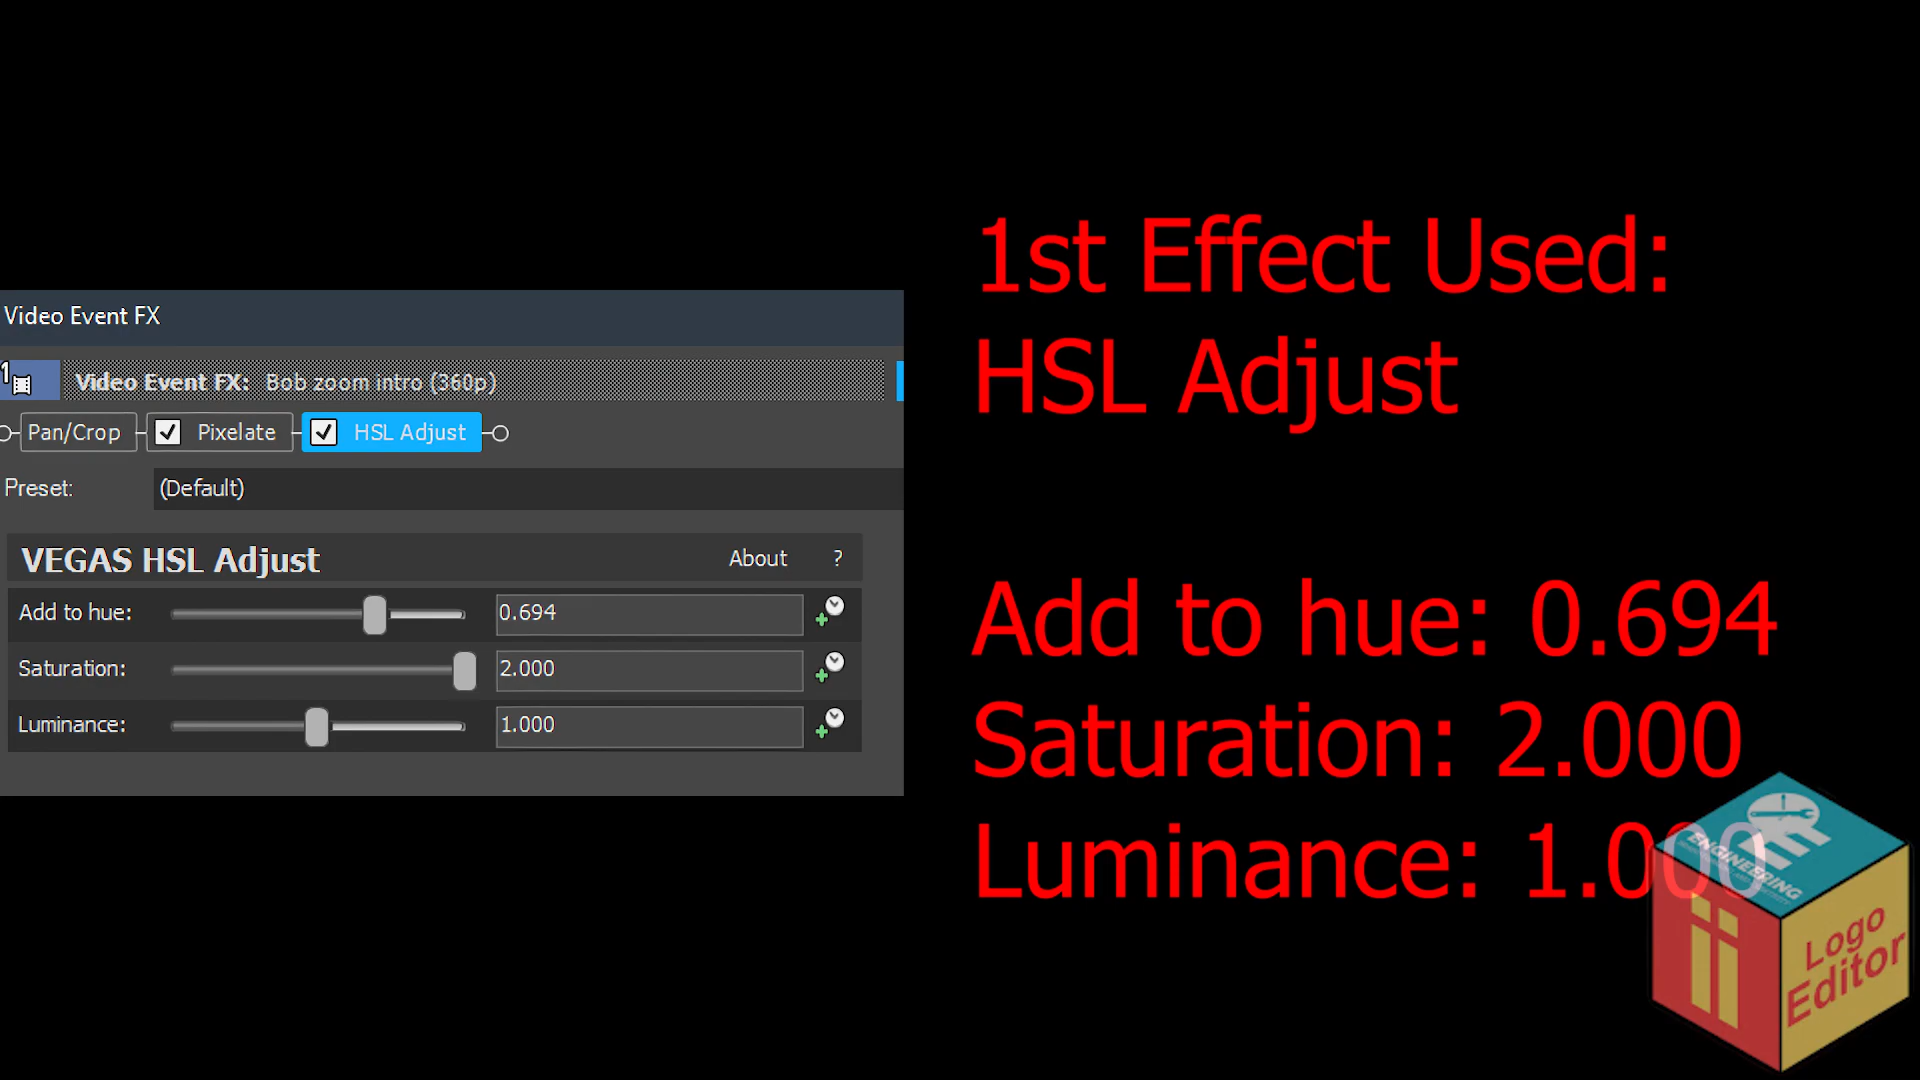 Video Event FX
1
Video Event FX: Bob zoom intro (360p)
Pan/Crop Pixelate HSL Adjust
Preset: (Default)
VEGAS HSL Adjust About ?
Add to hue: 0.694
Saturation: 2.000
Luminance: 1.000
1st Effect Used:
HSL Adjust
Add to hue: 0.694
Saturation: 2.000
Luminance: 1.000
E
ENGINEERING
ii
Logo
Editor